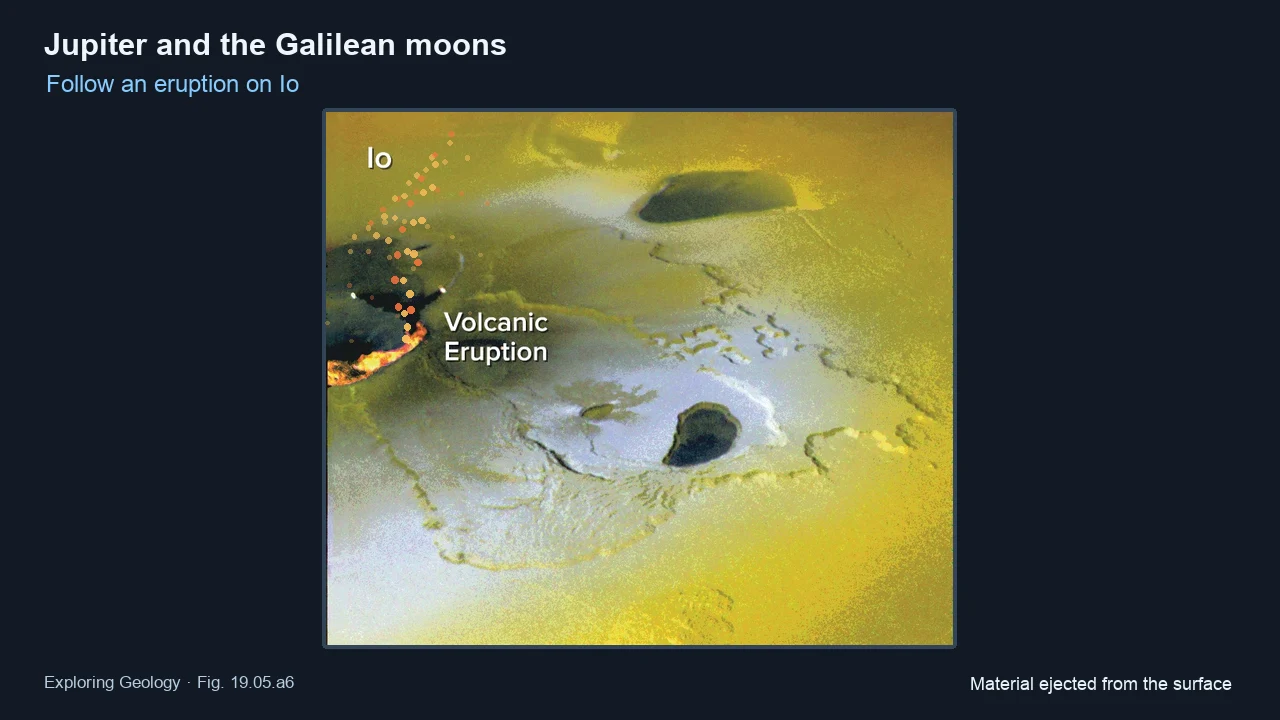 Jupiter and the Galilean moons
Follow an eruption on Io
Io
Volcanic
Eruption
Exploring Geology · Fig. 19.05.a6
Material ejected from the surface